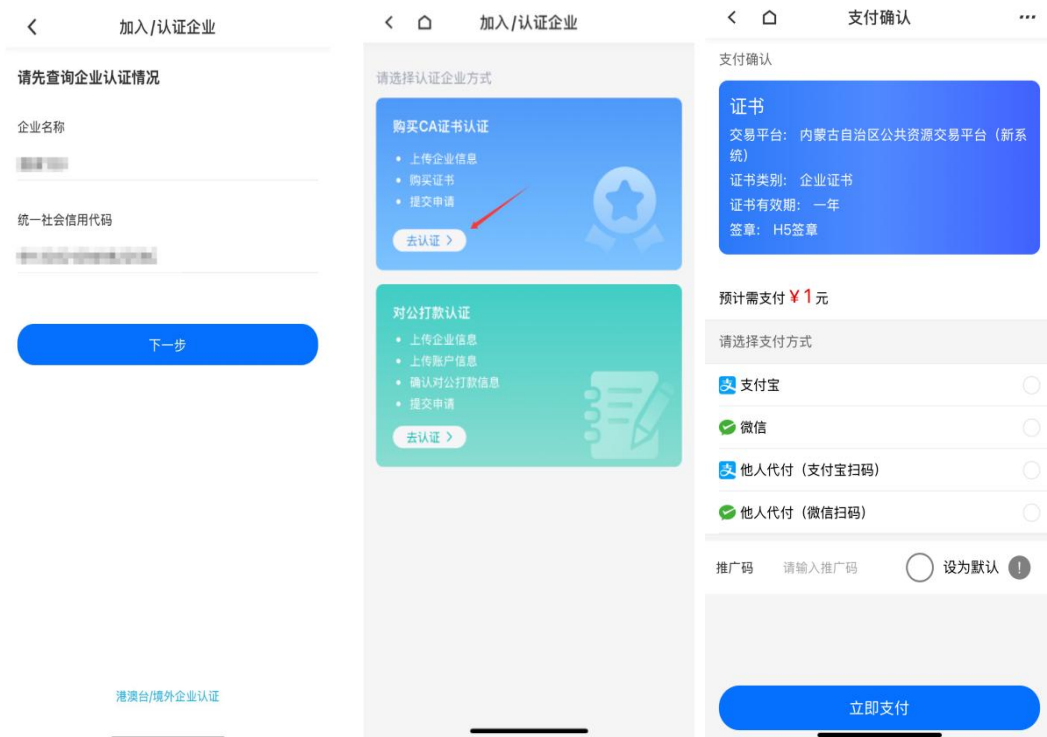 加入/认证企业
请先查询企业认证情况
企业名称
统一社会信用代码
下一步
港澳台/境外企业认证
加入/认证企业
请选择认证企业方式
购买CA证书认证
• 上传企业信息
• 购买证书
• 提交申请
去认证
对公打款认证
• 上传企业信息
• 上传账户信息
• 确认对公打款信息
• 提交申请
去认证
支付确认
支付确认
证书
交易平台： 内蒙古自治区公共资源交易平台（新系
统）
证书类别： 企业证书
证书有效期： 一年
签章： H5签章
预计需支付￥1元
请选择支付方式
支付宝
微信
他人代付（支付宝扫码）
他人代付（微信扫码）
推广码 请输入推广码 设为默认
立即支付